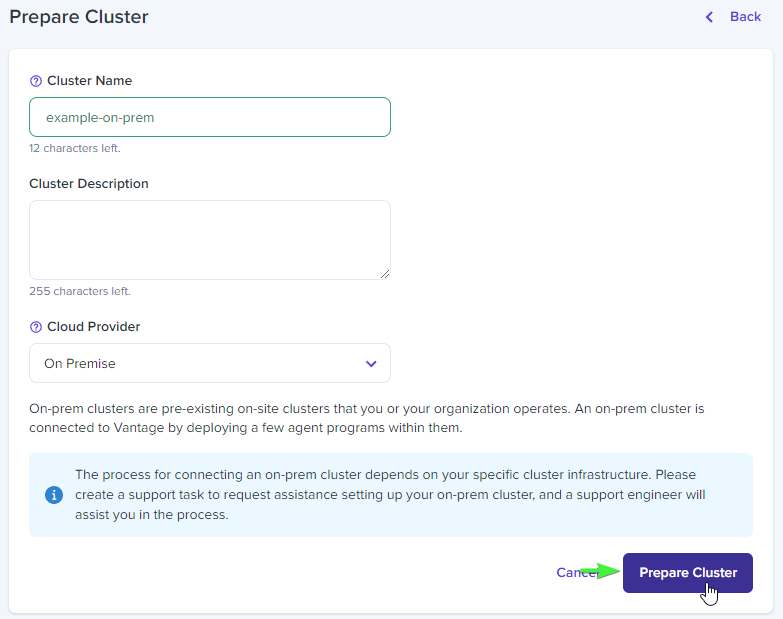 Prepare Cluster
Back
Cluster Name
example-on-prem
12 characters left.
Cluster Description
255 characters left.
Cloud Provider
On Premise
On-prem clusters are pre-existing on-site clusters that you or your organization operates. An on-prem cluster is
connected to Vantage by deploying a few agent programs within them.
The process for connecting an on-prem cluster depends on your specific cluster infrastructure. Please
create a support task to request assistance setting up your on-prem cluster, and a support engineer will
assist you in the process.
Cancel
Prepare Cluster